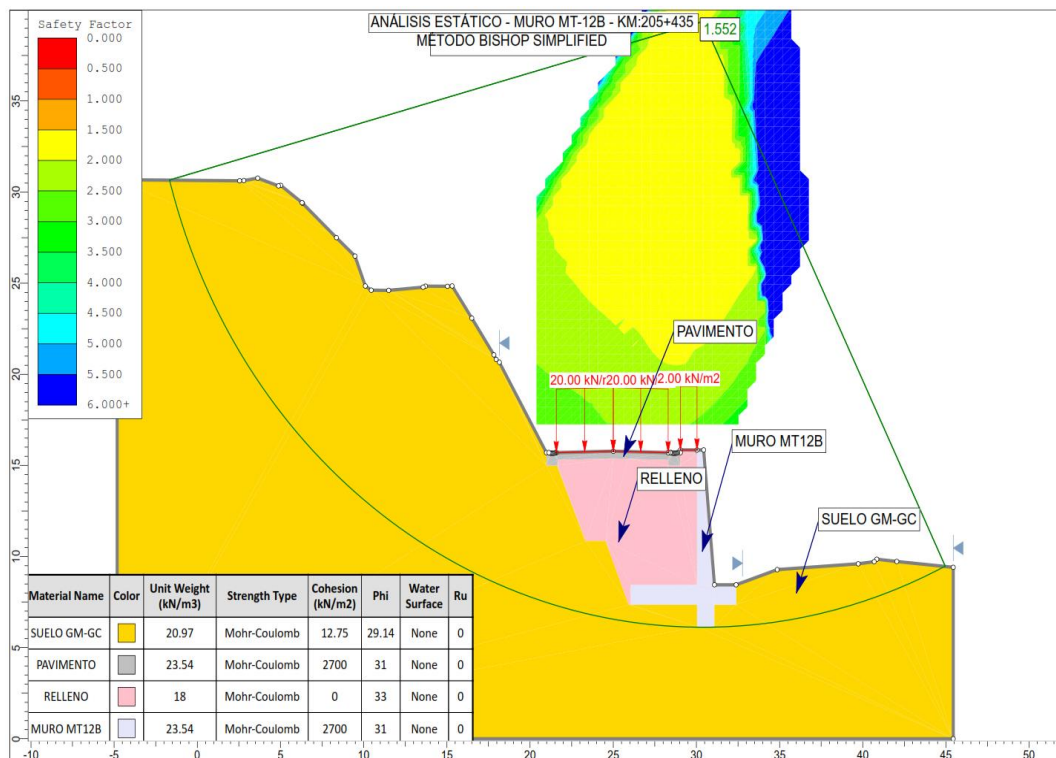 ANÁLISIS ESTÁTICO - MURO MT-12B - KM:205+435
MÉTODO BISHOP SIMPLIFIED
1.552
Safety Factor
0.000
0.500
1.000
1.500
2.000
2.500
3.000
3.500
4.000
4.500
5.000
5.500
6.000+
PAVIMENTO
20.00 kN/r 20.00 kN/ 2.00 kN/m2
MURO MT12B
RELLENO
SUELO GM-GC
Material Name Color Unit Weight (kN/m3) Strength Type Cohesion (kN/m2) Phi Water Surface Ru
SUELO GM-GC 20.97 Mohr-Coulomb 12.75 29.14 None 0
PAVIMENTO 23.54 Mohr-Coulomb 2700 31 None 0
RELLENO 18 Mohr-Coulomb 0 33 None 0
MURO MT12B 23.54 Mohr-Coulomb 2700 31 None 0
35
30
25
20
15
10
5
0
-10 -5 0 5 10 15 20 25 30 35 40 45 50